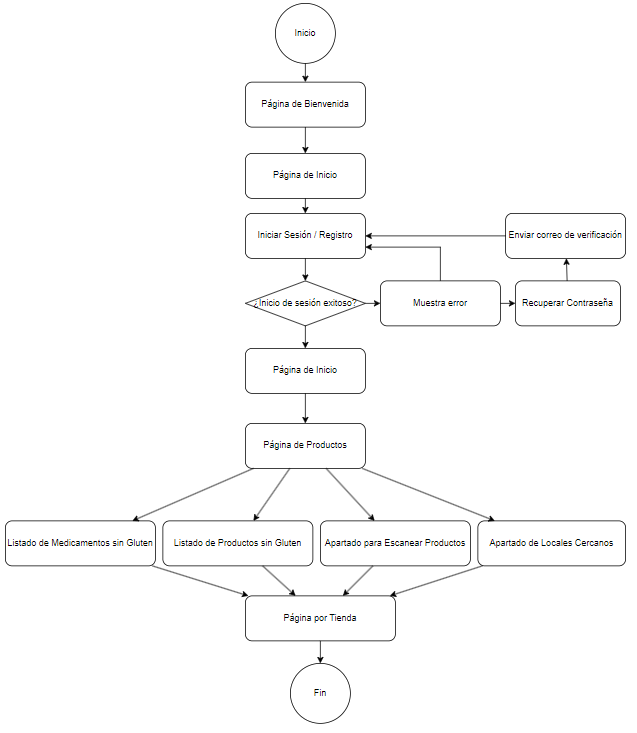 Inicio
Página de Bienvenida
Página de Inicio
Iniciar Sesión / Registro
Enviar correo de verificación
¿Inicio de sesión exitoso?
Muestra error
Recuperar Contraseña
Página de Inicio
Página de Productos
Listado de Medicamentos sin Gluten
Listado de Productos sin Gluten
Apartado para Escanear Productos
Apartado de Locales Cercanos
Página por Tienda
Fin